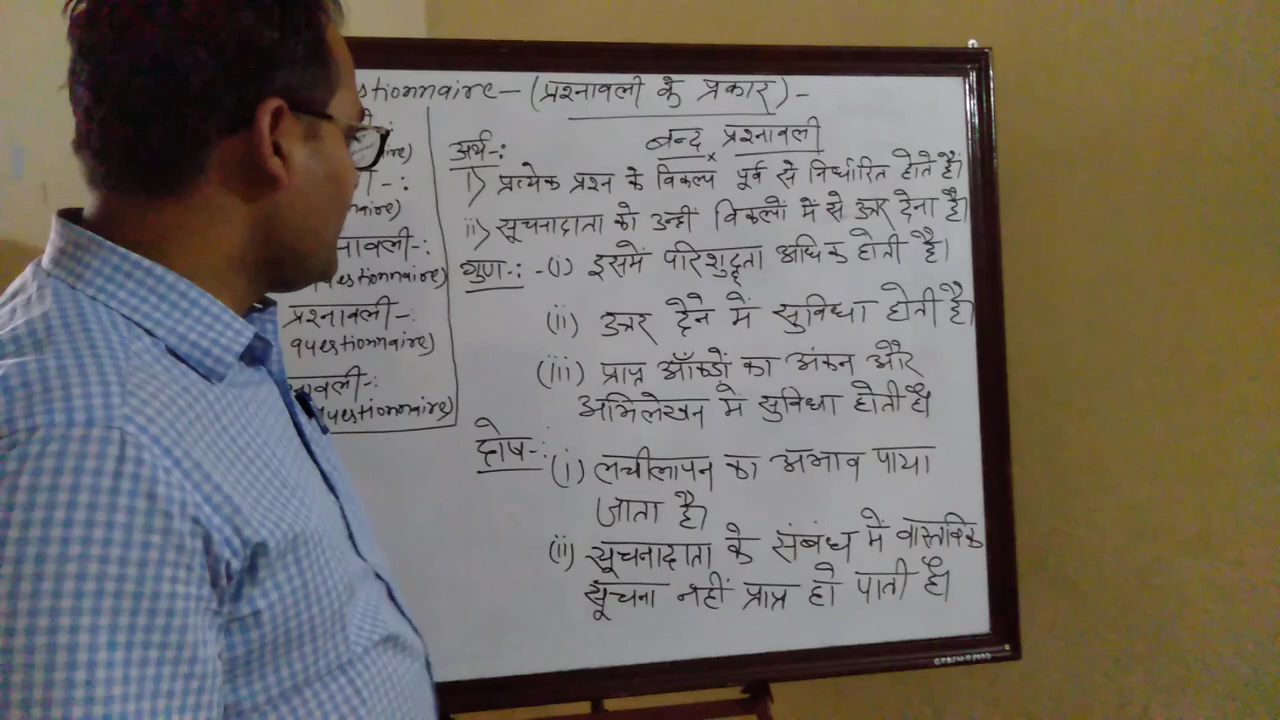 stionnaire-(प्रश्नावली के प्रकार)-
बन्द प्रश्नावली
अर्थ-:
i) प्रत्येक प्रश्न के विकल्प पूर्व से निर्धारित होते हैं।
ii) सूचनादाता को उन्हीं विकल्पों में से उत्तर देना है।
गुण-: -(i) इसमें परिशुद्धता अधिक होती है।
(ii) उत्तर देने में सुविधा होती है।
(iii) प्राप्त आँकड़ों का अंकन और
अभिलेखन में सुविधा होती है।
दोष-:
(i) लचीलापन का अभाव पाया
जाता है।
(ii) सूचनादाता के संबंध में वास्तविक
सूचना नहीं प्राप्त हो पाती है।
naire)
नावली-:
uestionnaire)
प्रश्नावली-:
questionnaire)
नावली-:
questionnaire)